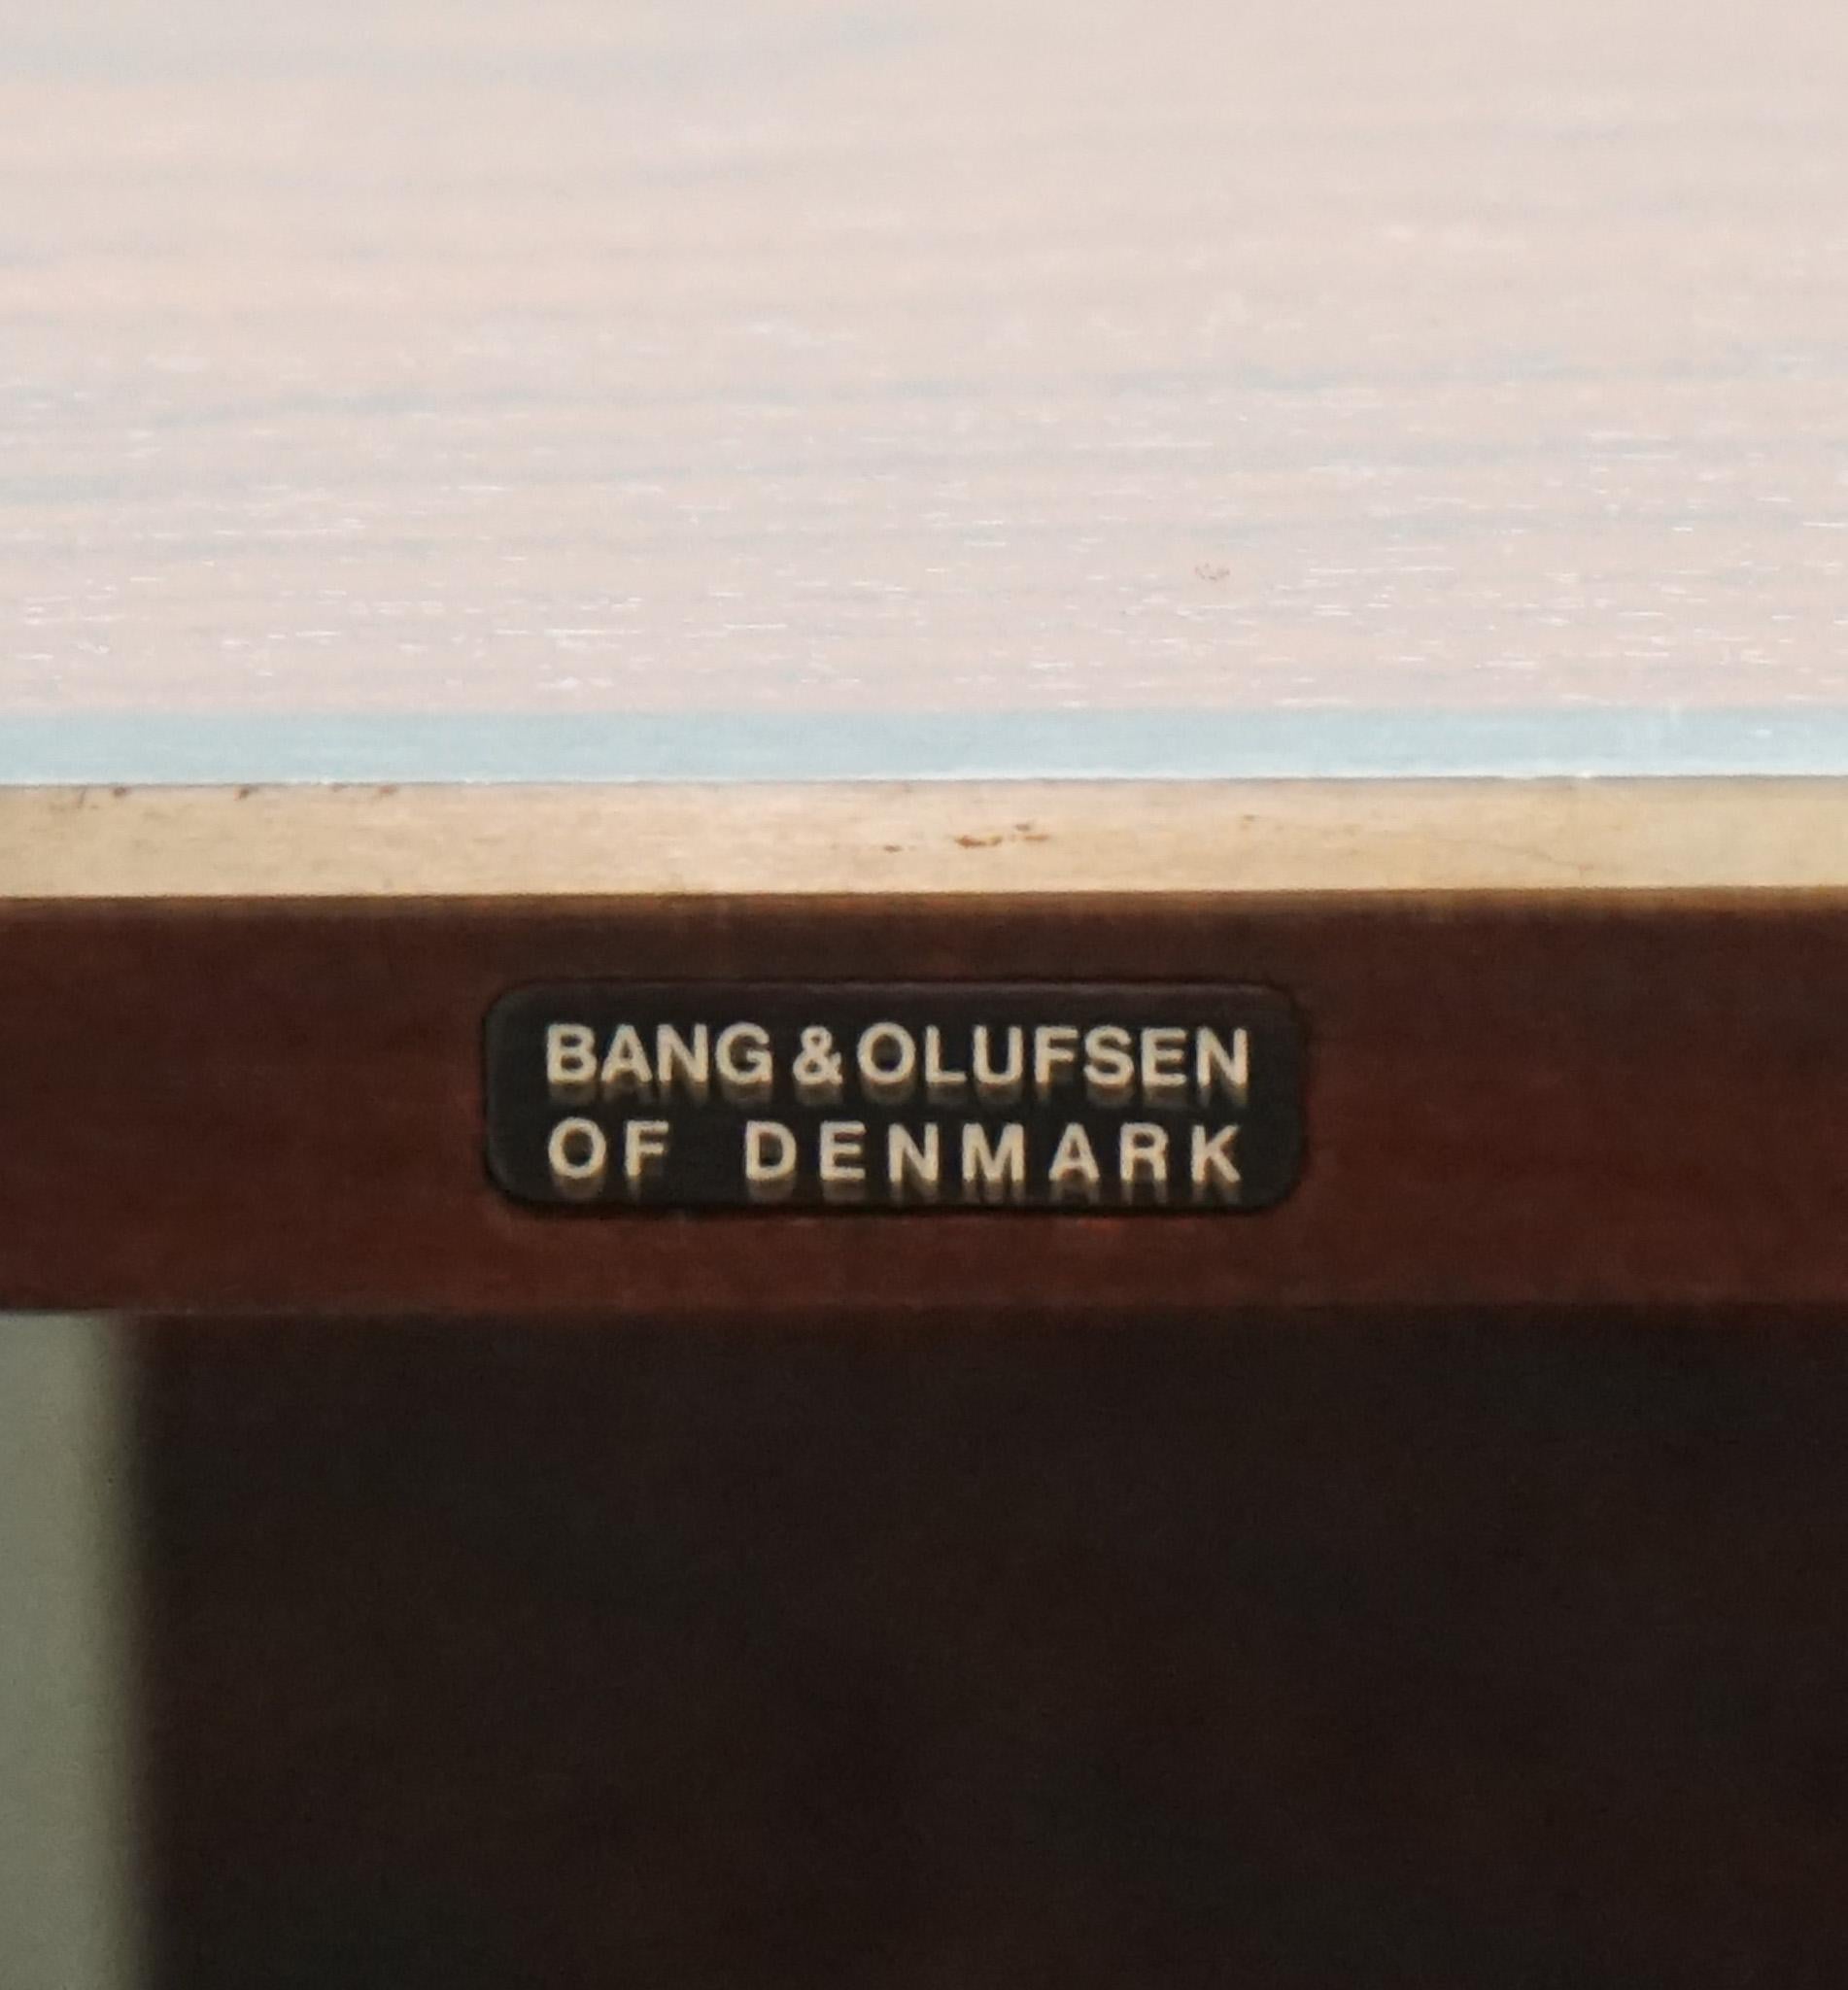 BANG & OLUFSEN
OF DENMARK